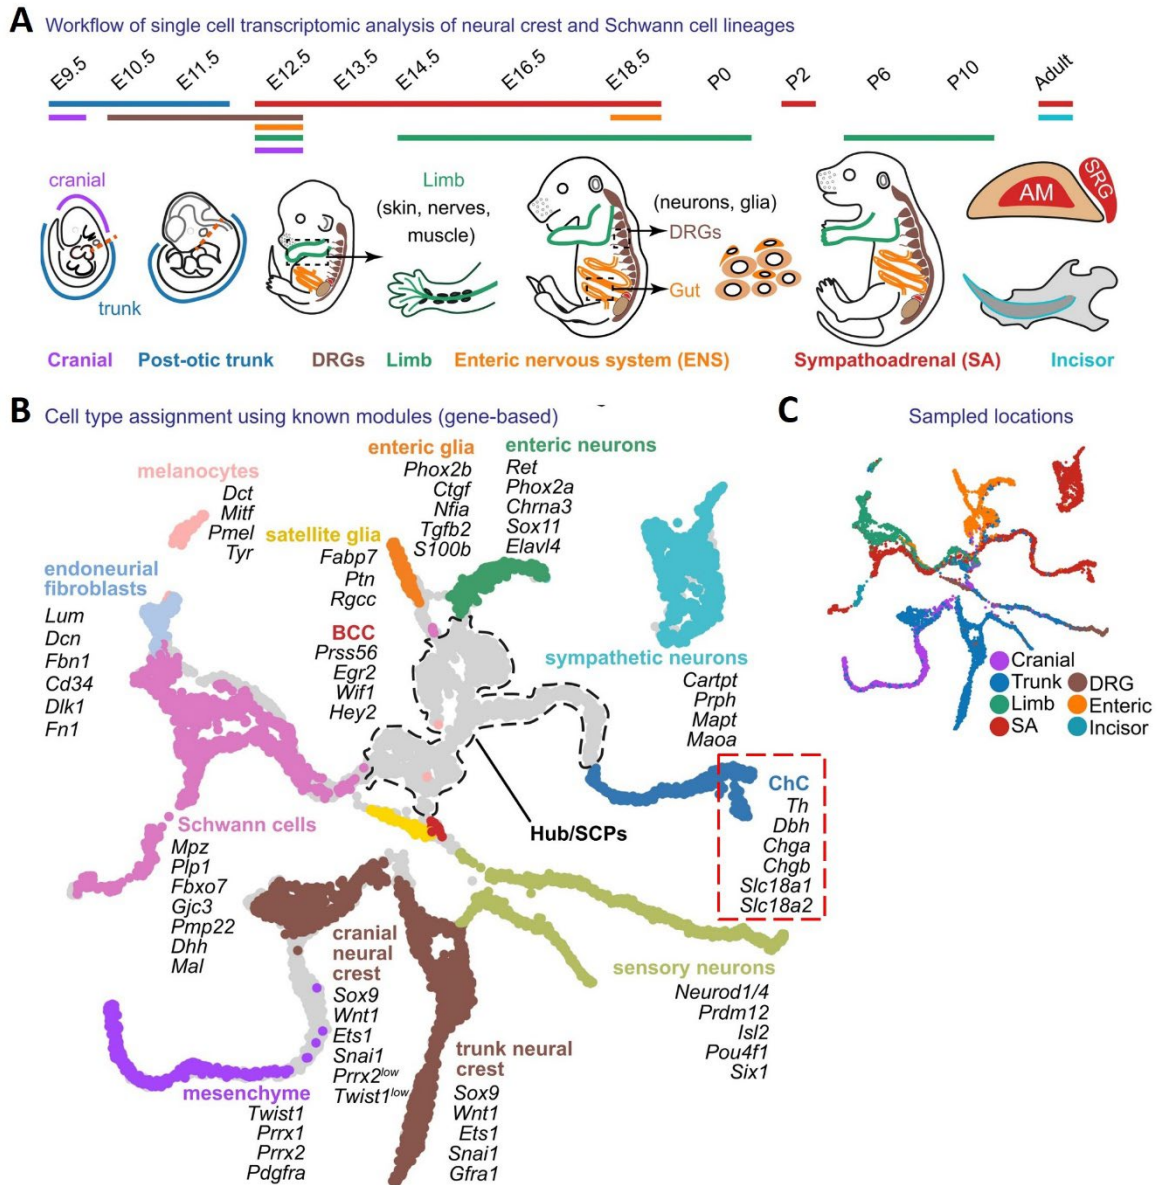 A Workflow of single cell transcriptomic analysis of neural crest and Schwann cell lineages
E9.5 E10.5 E11.5 E12.5 E13.5 E14.5 E16.5 E18.5 P0 P2 P6 P10 Adult
cranial
trunk
Limb
(skin, nerves,
muscle)
(neurons, glia)
DRGs
Gut
AM
SRG
Cranial Post-otic trunk DRGs Limb Enteric nervous system (ENS) Sympathoadrenal (SA) Incisor
B Cell type assignment using known modules (gene-based)
melanocytes
Dct
Mitf
Pmel
Tyr
enteric glia
Phox2b
Ctgf
Nfia
Tgfb2
S100b
enteric neurons
Ret
Phox2a
Chrna3
Sox11
Elavl4
satellite glia
Fabp7
Ptn
Rgcc
endoneurial
fibroblasts
Lum
Dcn
Fbn1
Cd34
Dlk1
Fn1
BCC
Prss56
Egr2
Wif1
Hey2
sympathetic neurons
Cartpt
Prph
Mapt
Maoa
ChC
Th
Dbh
Chga
Chgb
Slc18a1
Slc18a2
Hub/SCPs
Schwann cells
Mpz
Plp1
Fbxo7
Gjc3
Pmp22
Dhh
Mal
cranial
neural
crest
Sox9
Wnt1
Ets1
Snai1
Prrx2low
Twist1low
sensory neurons
Neurod1/4
Prdm12
Isl2
Pou4f1
Six1
trunk neural
crest
Sox9
Wnt1
Ets1
Snai1
Gfra1
mesenchyme
Twist1
Prrx1
Prrx2
Pdgfra
C Sampled locations
Cranial
Trunk
Limb
SA
DRG
Enteric
Incisor